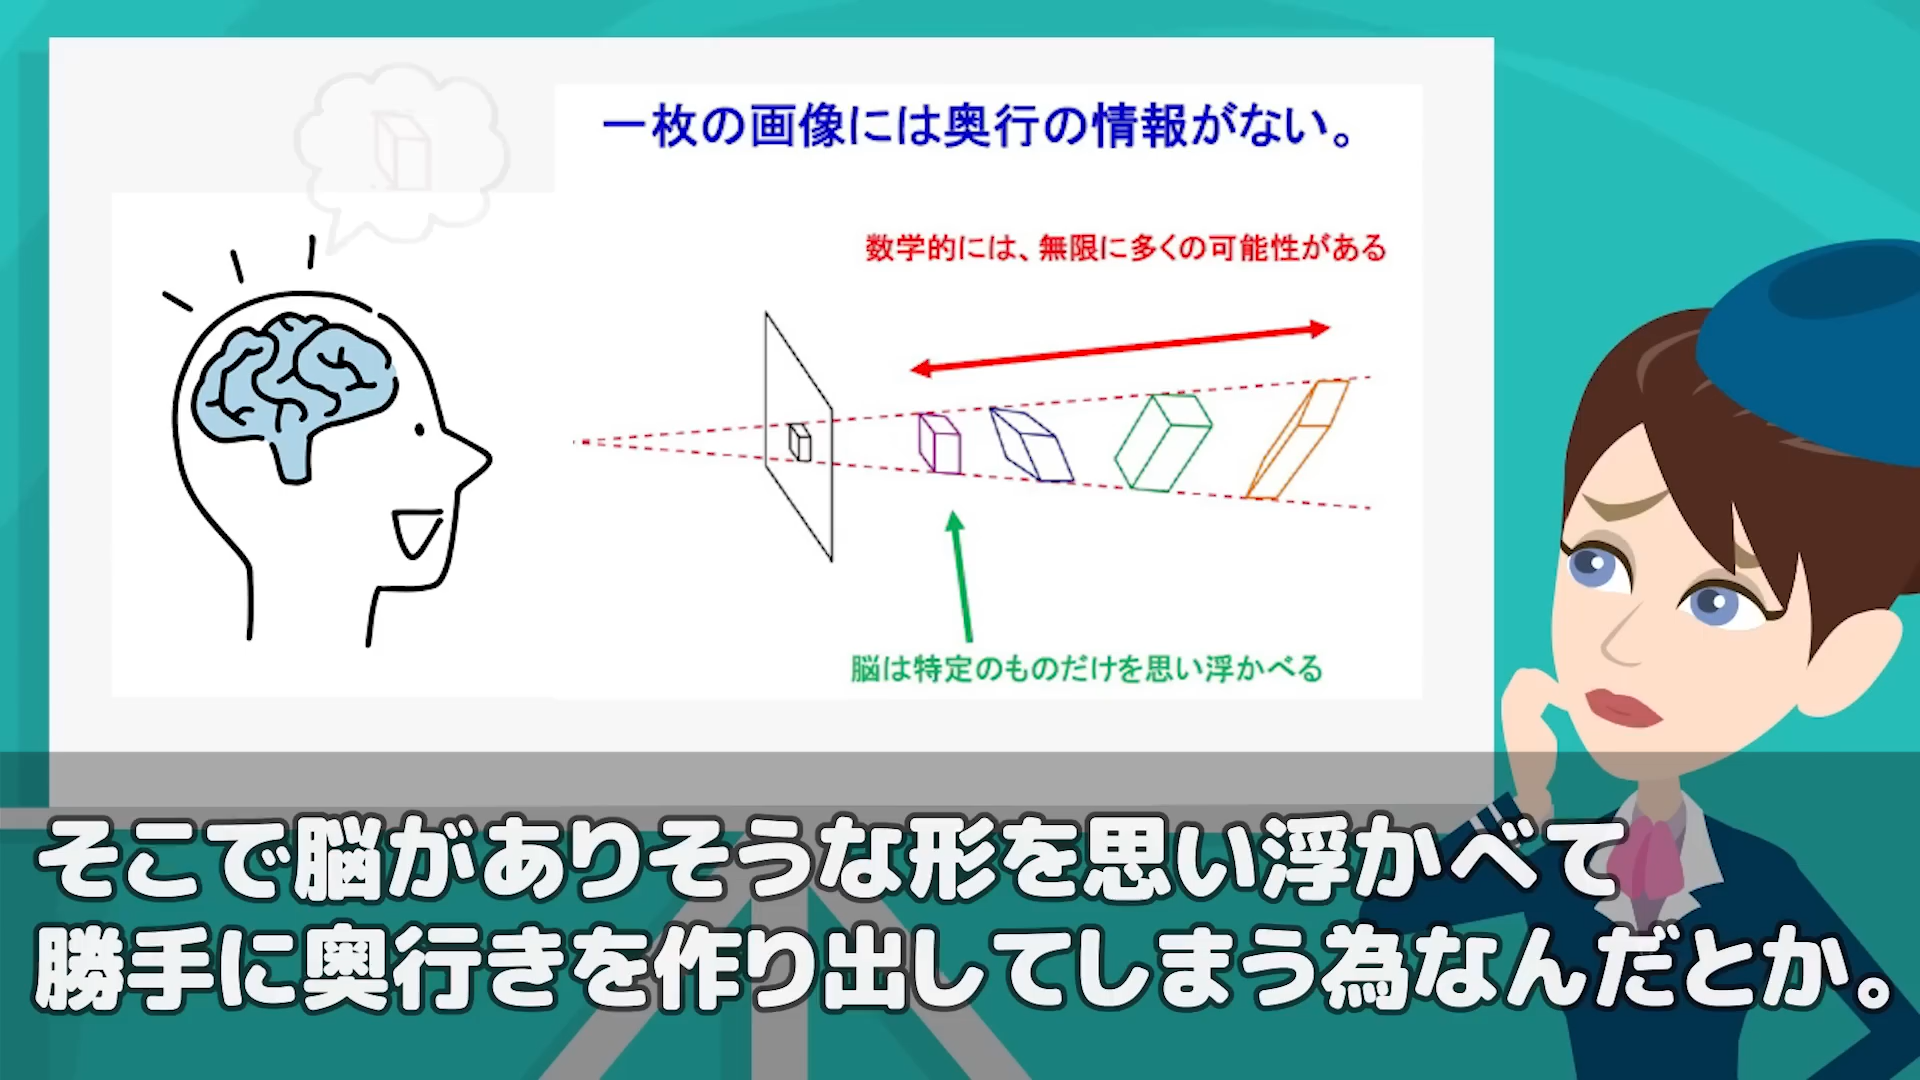 一枚の画像には奥行の情報がない。
数学的には、無限に多くの可能性がある
脳は特定のものだけを思い浮かべる
そこで脳がありそうな形を思い浮かべて
勝手に奥行きを作り出してしまう為なんだとか。